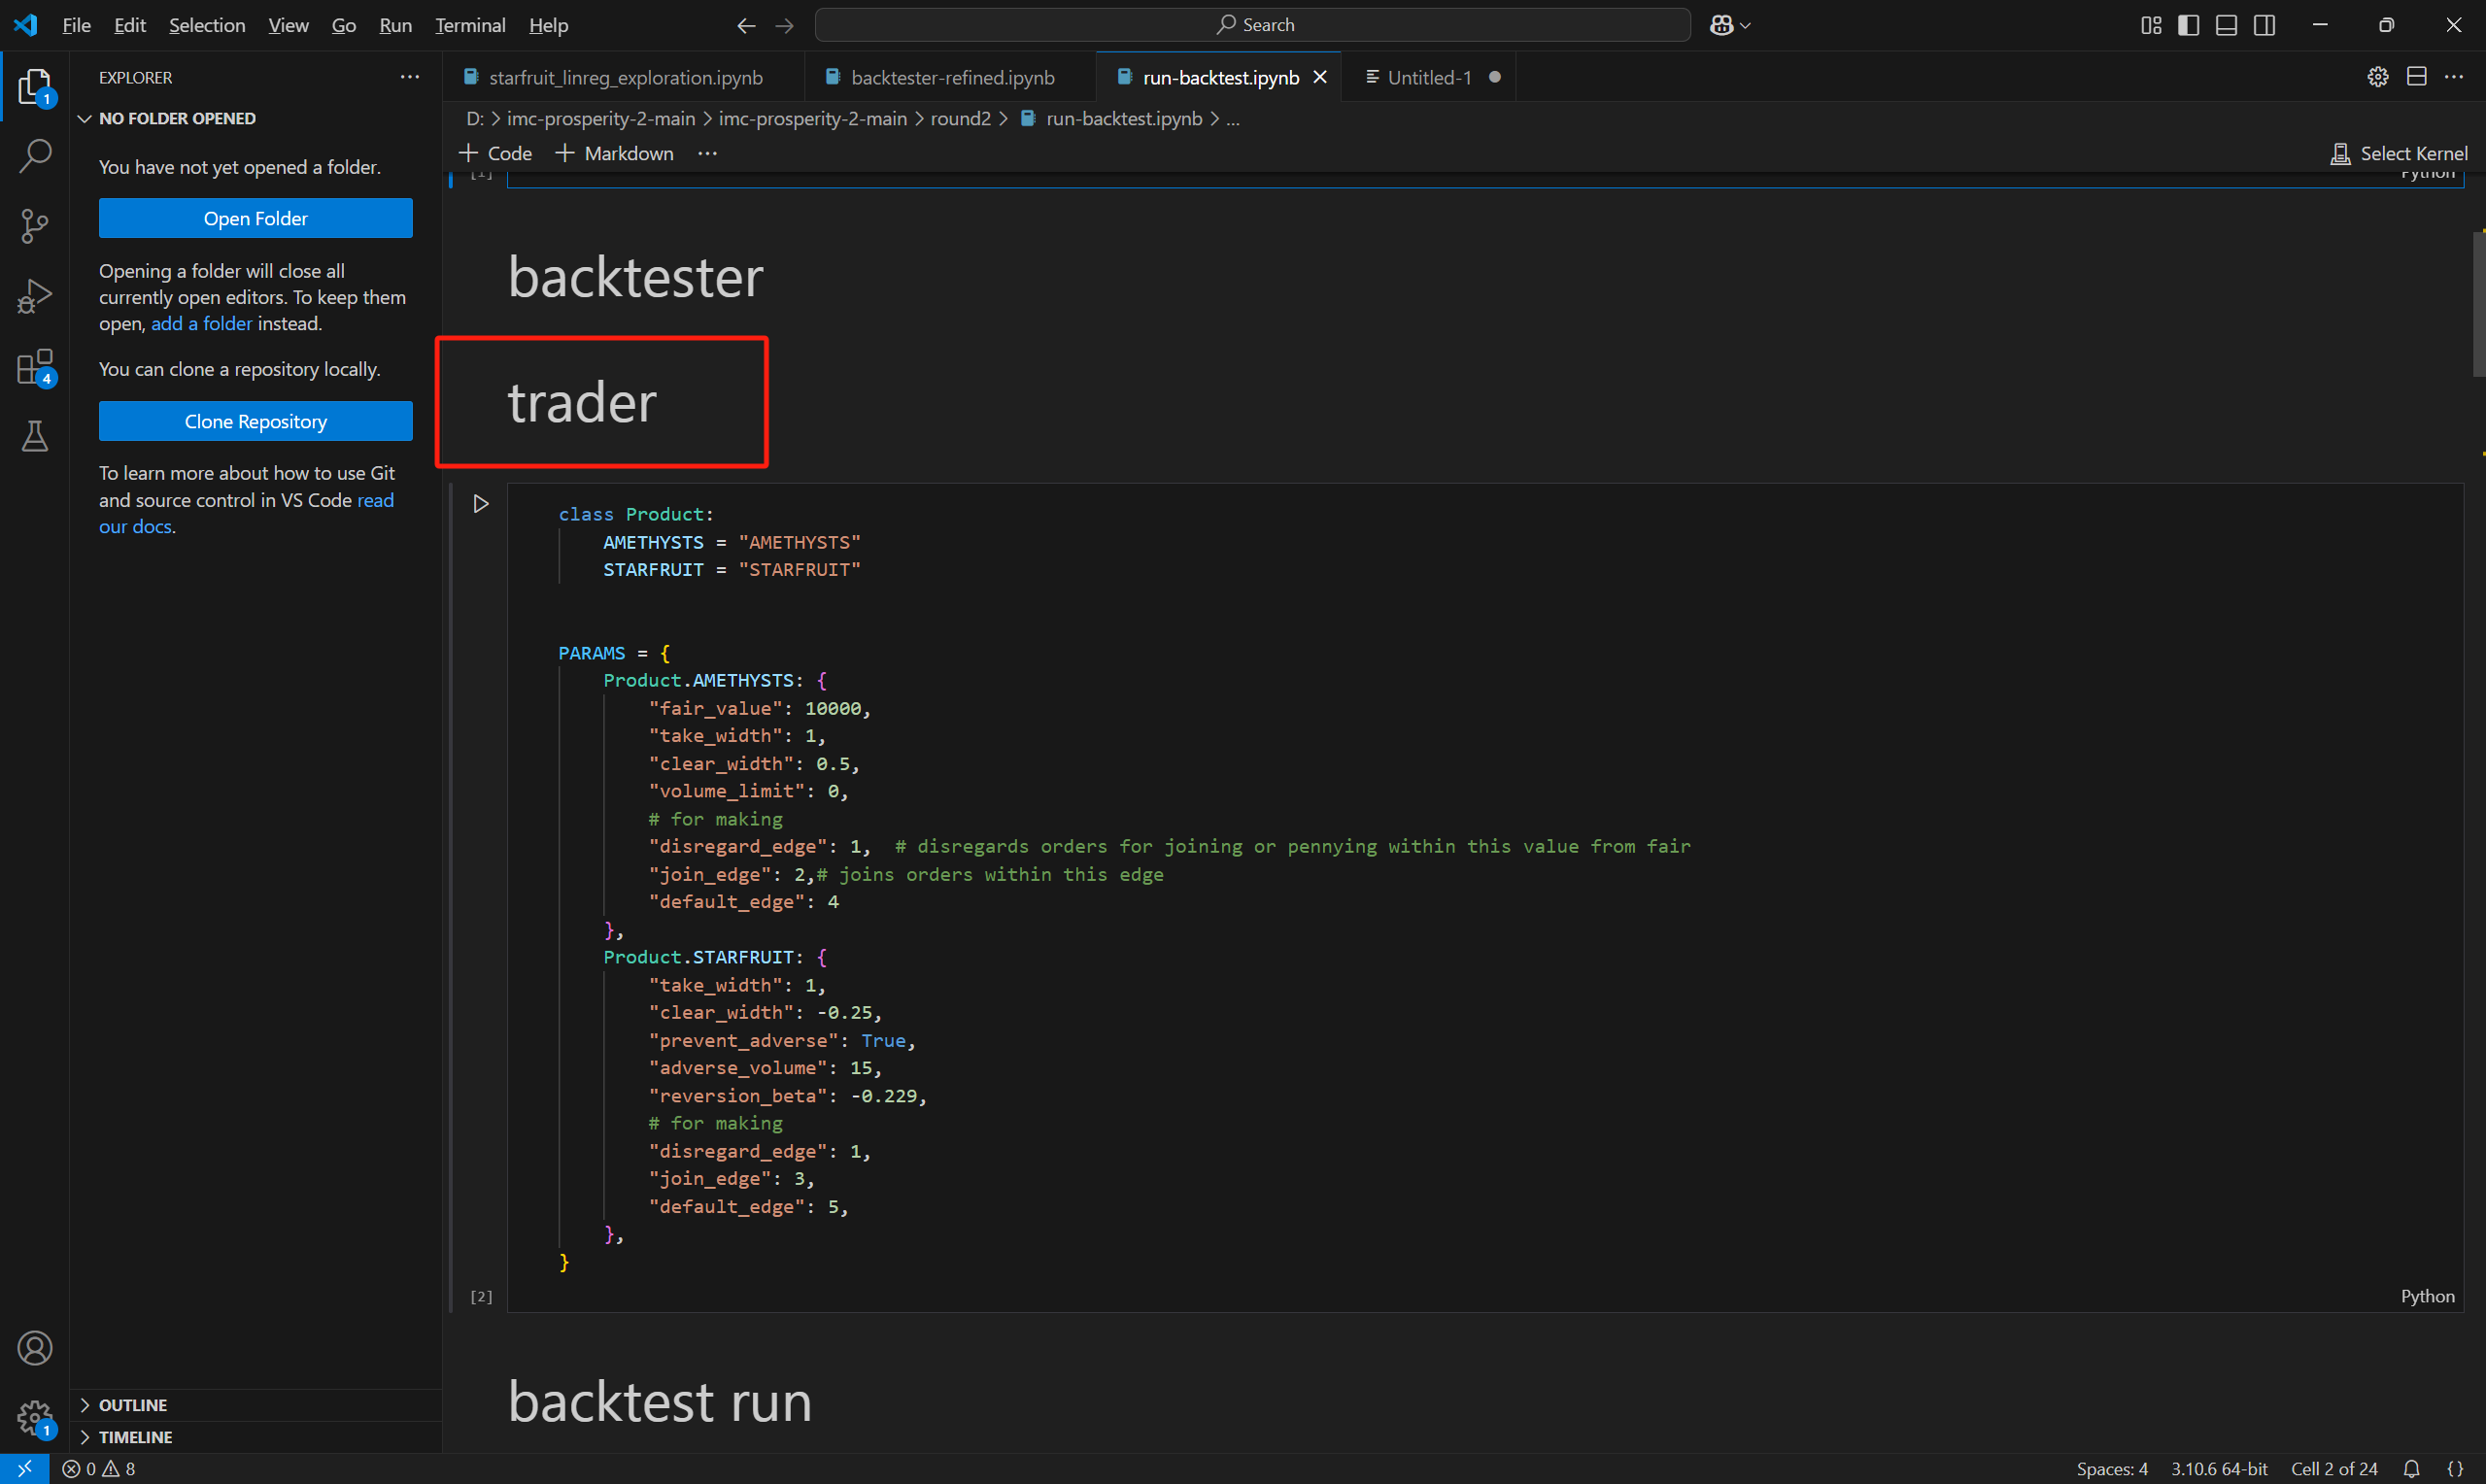 File Edit Selection View Go Run Terminal Help
Search
EXPLORER
NO FOLDER OPENED
You have not yet opened a folder.
Open Folder
Opening a folder will close all
currently open editors. To keep them
open, add a folder instead.
You can clone a repository locally.
Clone Repository
To learn more about how to use Git
and source control in VS Code read
our docs.
OUTLINE
TIMELINE
1
4
1
starfruit_linreg_exploration.ipynb
backtester-refined.ipynb
run-backtest.ipynb
Untitled-1
D: > imc-prosperity-2-main > imc-prosperity-2-main > round2 > run-backtest.ipynb > ...
+ Code + Markdown ...
Select Kernel
[1]
Python
backtester
trader
class Product:
    AMETHYSTS = "AMETHYSTS"
    STARFRUIT = "STARFRUIT"
PARAMS = {
    Product.AMETHYSTS: {
        "fair_value": 10000,
        "take_width": 1,
        "clear_width": 0.5,
        "volume_limit": 0,
        # for making
        "disregard_edge": 1,  # disregards orders for joining or pennying within this value from fair
        "join_edge": 2,# joins orders within this edge
        "default_edge": 4
    },
    Product.STARFRUIT: {
        "take_width": 1,
        "clear_width": -0.25,
        "prevent_adverse": True,
        "adverse_volume": 15,
        "reversion_beta": -0.229,
        # for making
        "disregard_edge": 1,
        "join_edge": 3,
        "default_edge": 5,
    },
}
[2]
Python
backtest run
0 8
Spaces: 4 3.10.6 64-bit Cell 2 of 24 {}